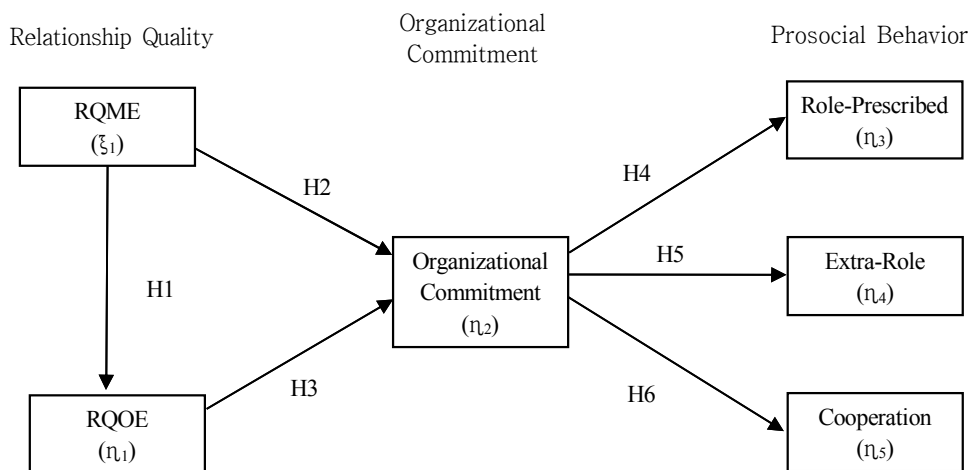 Relationship Quality
Organizational
Commitment
Prosocial Behavior
RQME
(ξ₁)
Role-Prescribed
(η₃)
H2
H4
H1
Organizational
Commitment
(η₂)
H5
Extra-Role
(η₄)
H3
H6
RQOE
(η₁)
Cooperation
(η₅)